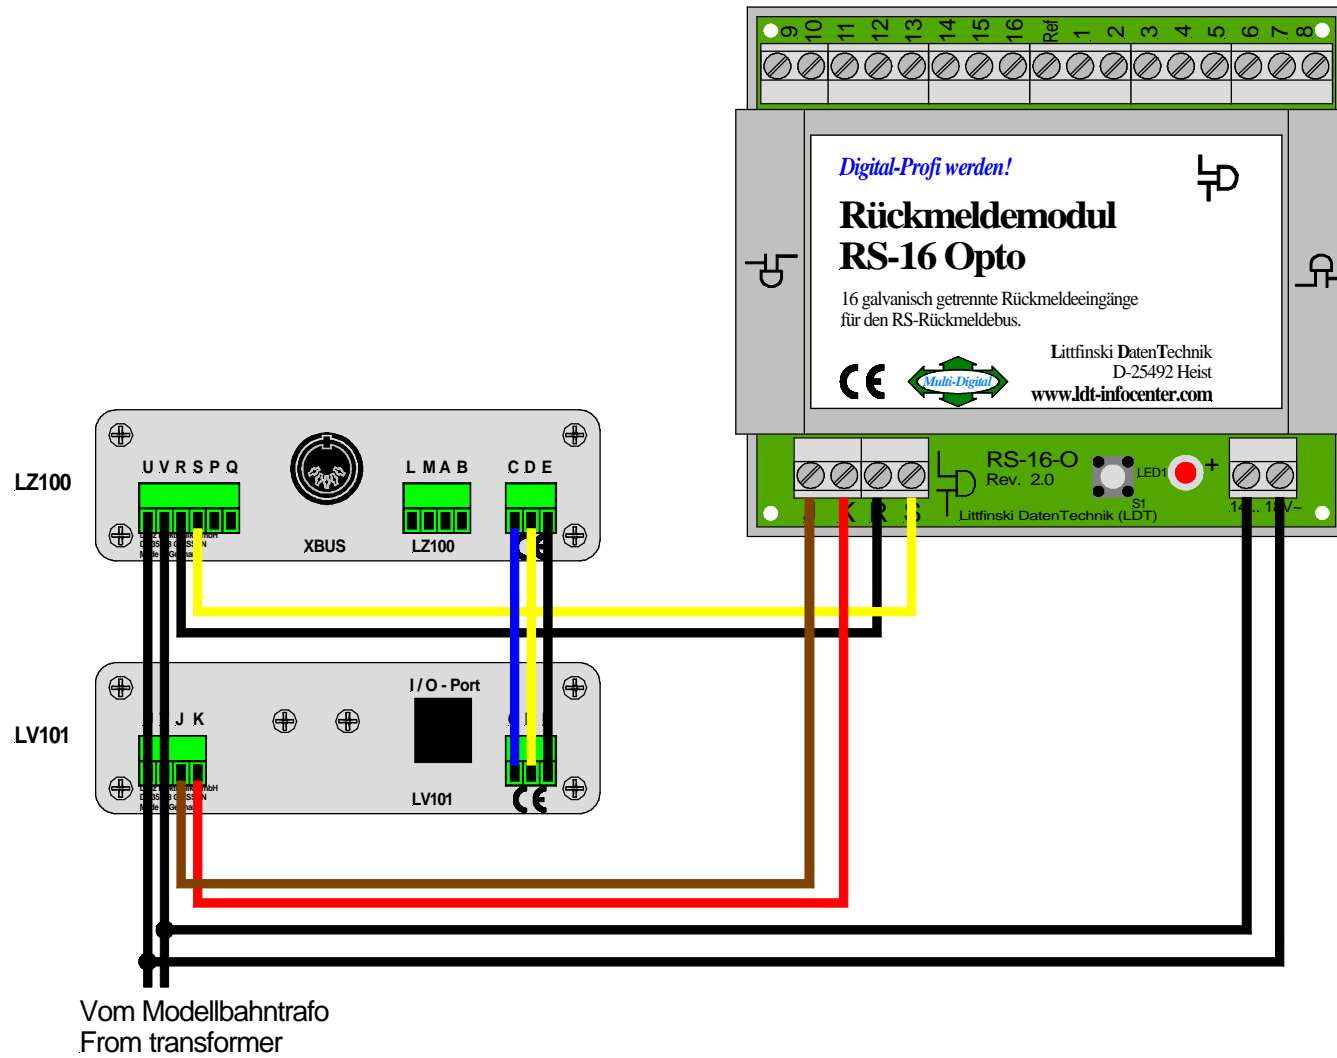 9 10 11 12 13 14 15 16 Ref 1 2 3 4 5 6 7 8
Digital-Profi werden!
Rückmeldemodul
RS-16 Opto
16 galvanisch getrennte Rückmeldeeingänge
für den RS-Rückmeldebus.
Littfinski DatenTechnik
D-25492 Heist
www.ldt-infocenter.com
CE
Multi-Digital
RS-16-O
Rev. 2.0
LED1
+
S1
K R S
Littfinski DatenTechnik (LDT)
LZ100
U V R S P Q
L M A B
C D E
XBUS
LZ100
CE
LV101
I / O - Port
J K
LV101
CE
Vom Modellbahntrafo
From transformer